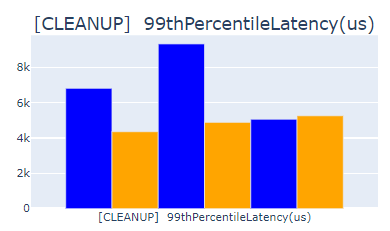 [CLEANUP] 99thPercentileLatency(us)
8k
6k
4k
2k
0
[CLEANUP] 99thPercentileLatency(us)